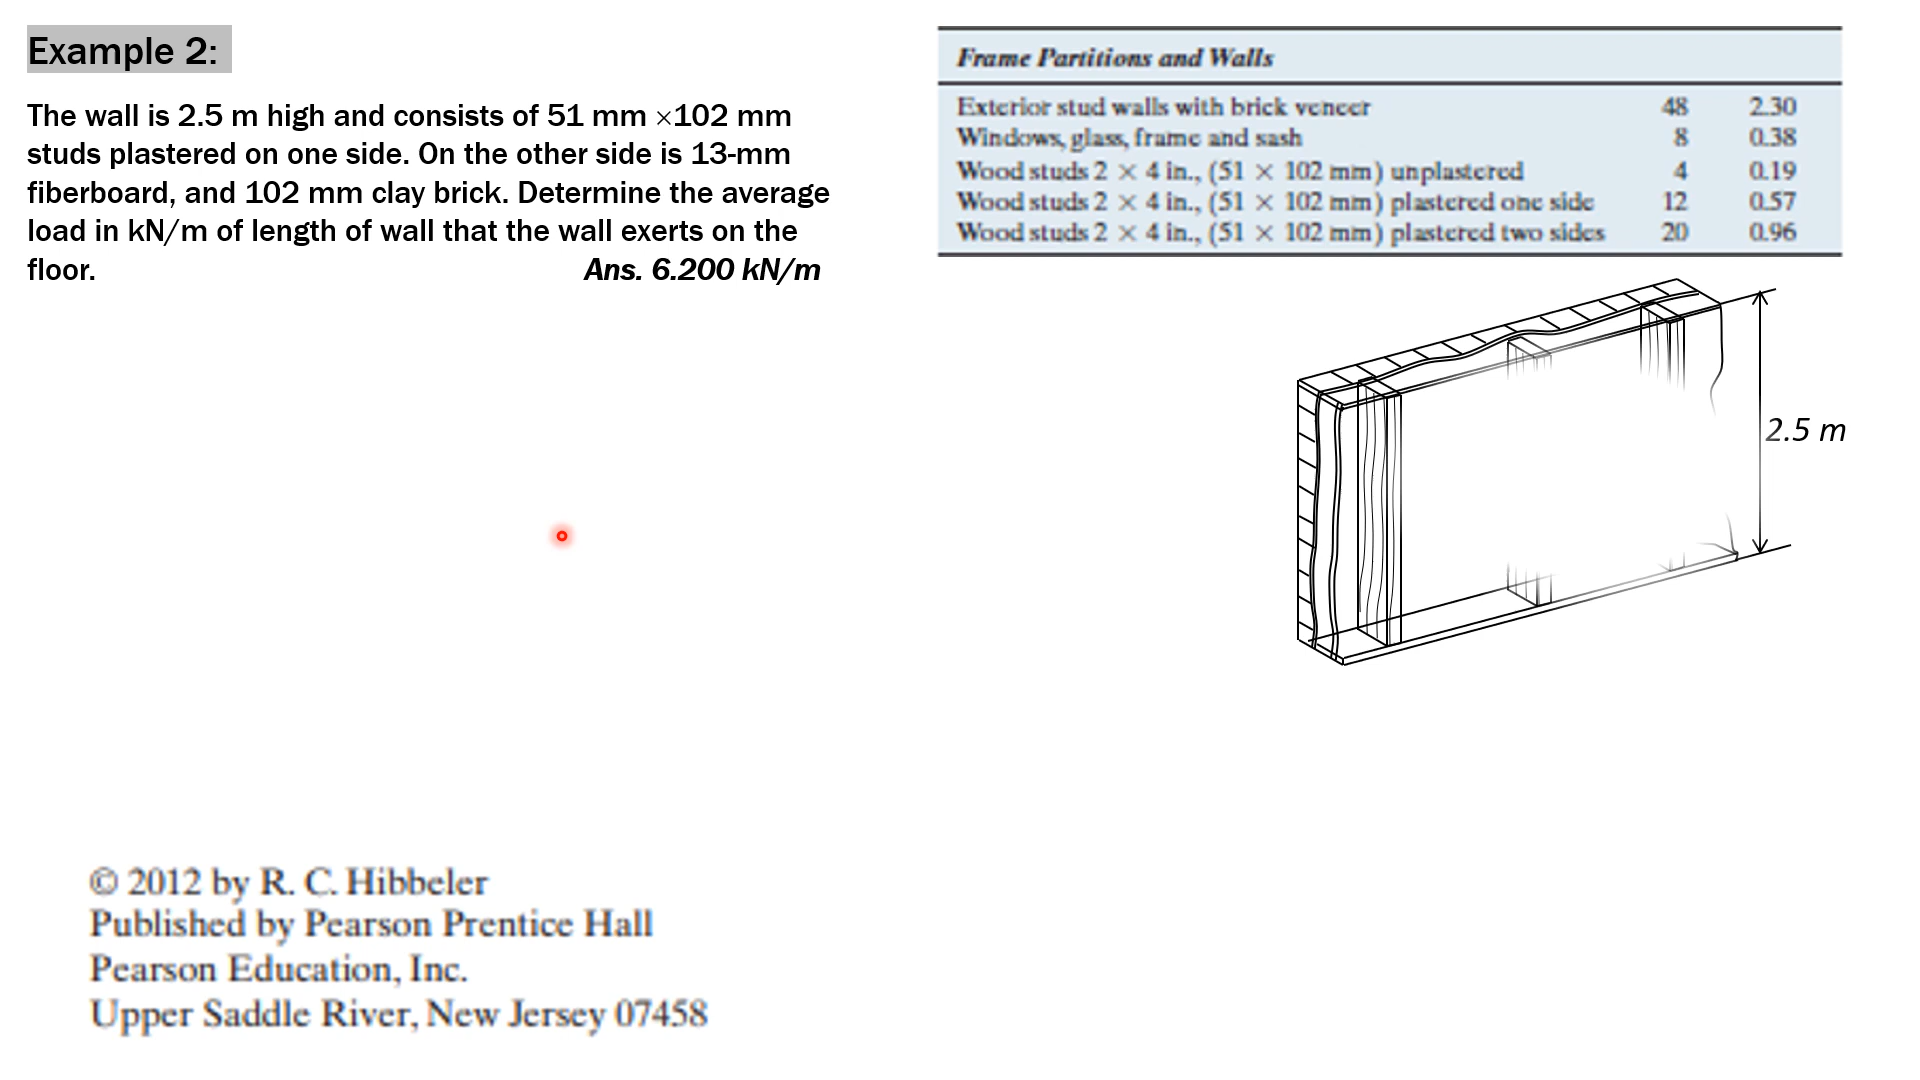 Example 2:
The wall is 2.5 m high and consists of 51 mm ×102 mm
studs plastered on one side. On the other side is 13-mm
fiberboard, and 102 mm clay brick. Determine the average
load in kN/m of length of wall that the wall exerts on the
floor. Ans. 6.200 kN/m
Frame Partitions and Walls
Exterior stud walls with brick veneer 48 2.30
Windows, glass, frame and sash 8 0.38
Wood studs 2 × 4 in., (51 × 102 mm) unplastered 4 0.19
Wood studs 2 × 4 in., (51 × 102 mm) plastered one side 12 0.57
Wood studs 2 × 4 in., (51 × 102 mm) plastered two sides 20 0.96
2.5 m
© 2012 by R. C. Hibbeler
Published by Pearson Prentice Hall
Pearson Education, Inc.
Upper Saddle River, New Jersey 07458